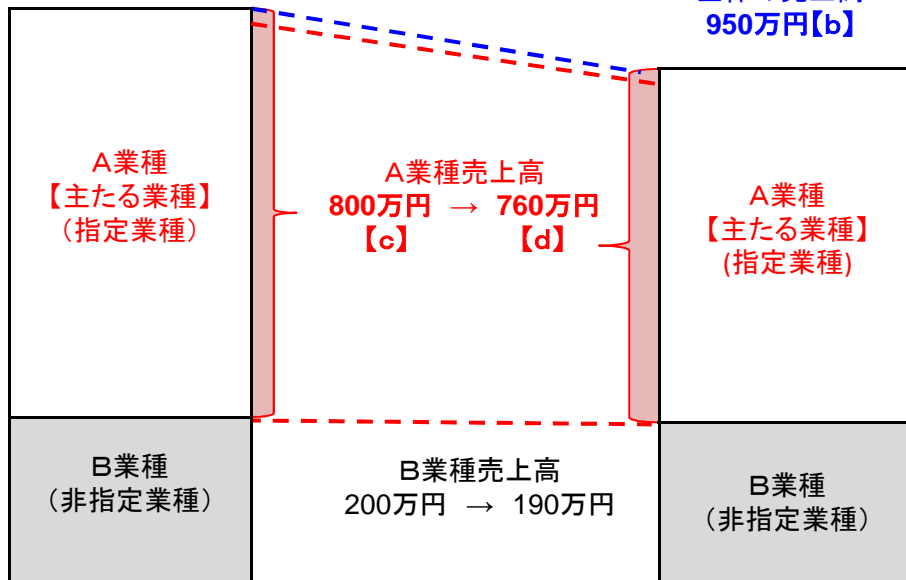 950万円【b】
A業種
【主たる業種】
（指定業種）
A業種売上高
800万円 → 760万円
【c】 【d】
A業種
【主たる業種】
(指定業種)
B業種
（非指定業種）
B業種売上高
200万円 → 190万円
B業種
（非指定業種）